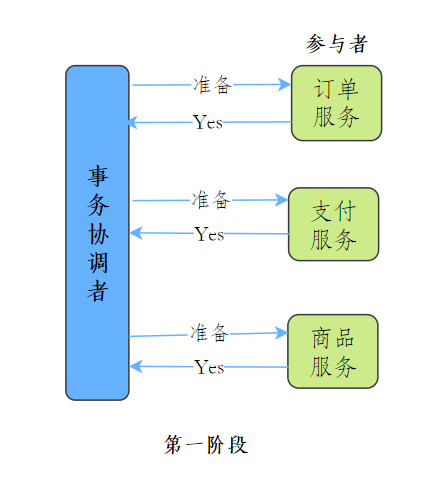 参与者
事务协调者
准备
Yes
订单
服务
准备
Yes
支付
服务
准备
Yes
商品
服务
第一阶段